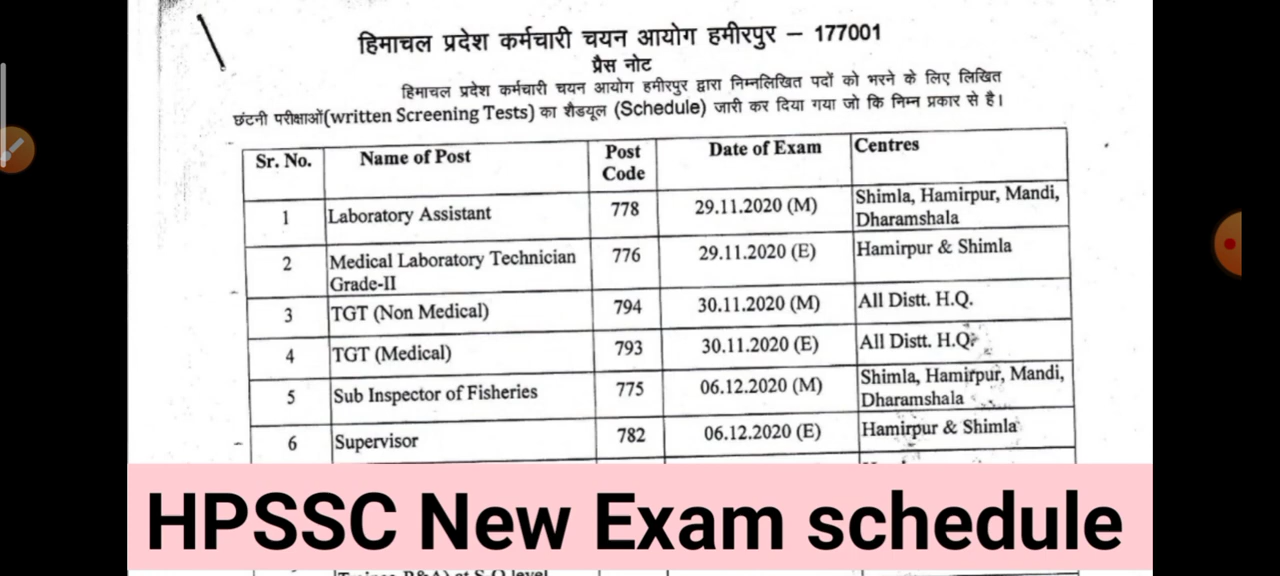 हिमाचल प्रदेश कर्मचारी चयन आयोग हमीरपुर – 177001
प्रैस नोट
हिमाचल प्रदेश कर्मचारी चयन आयोग हमीरपुर द्वारा निम्नलिखित पदों को भरने के लिए लिखित
छंटनी परीक्षाओं(written Screening Tests) का शैडयूल (Schedule) जारी कर दिया गया जो कि निम्न प्रकार से है।
Sr. No. Name of Post Post Code Date of Exam Centres
1 Laboratory Assistant 778 29.11.2020 (M) Shimla, Hamirpur, Mandi,
Dharamshala
2 Medical Laboratory Technician 776 29.11.2020 (E) Hamirpur & Shimla
Grade-II
3 TGT (Non Medical) 794 30.11.2020 (M) All Distt. H.Q.
4 TGT (Medical) 793 30.11.2020 (E) All Distt. H.Q.
5 Sub Inspector of Fisheries 775 06.12.2020 (M) Shimla, Hamirpur, Mandi,
Dharamshala
6 Supervisor 782 06.12.2020 (E) Hamirpur & Shimla
HPSSC New Exam schedule